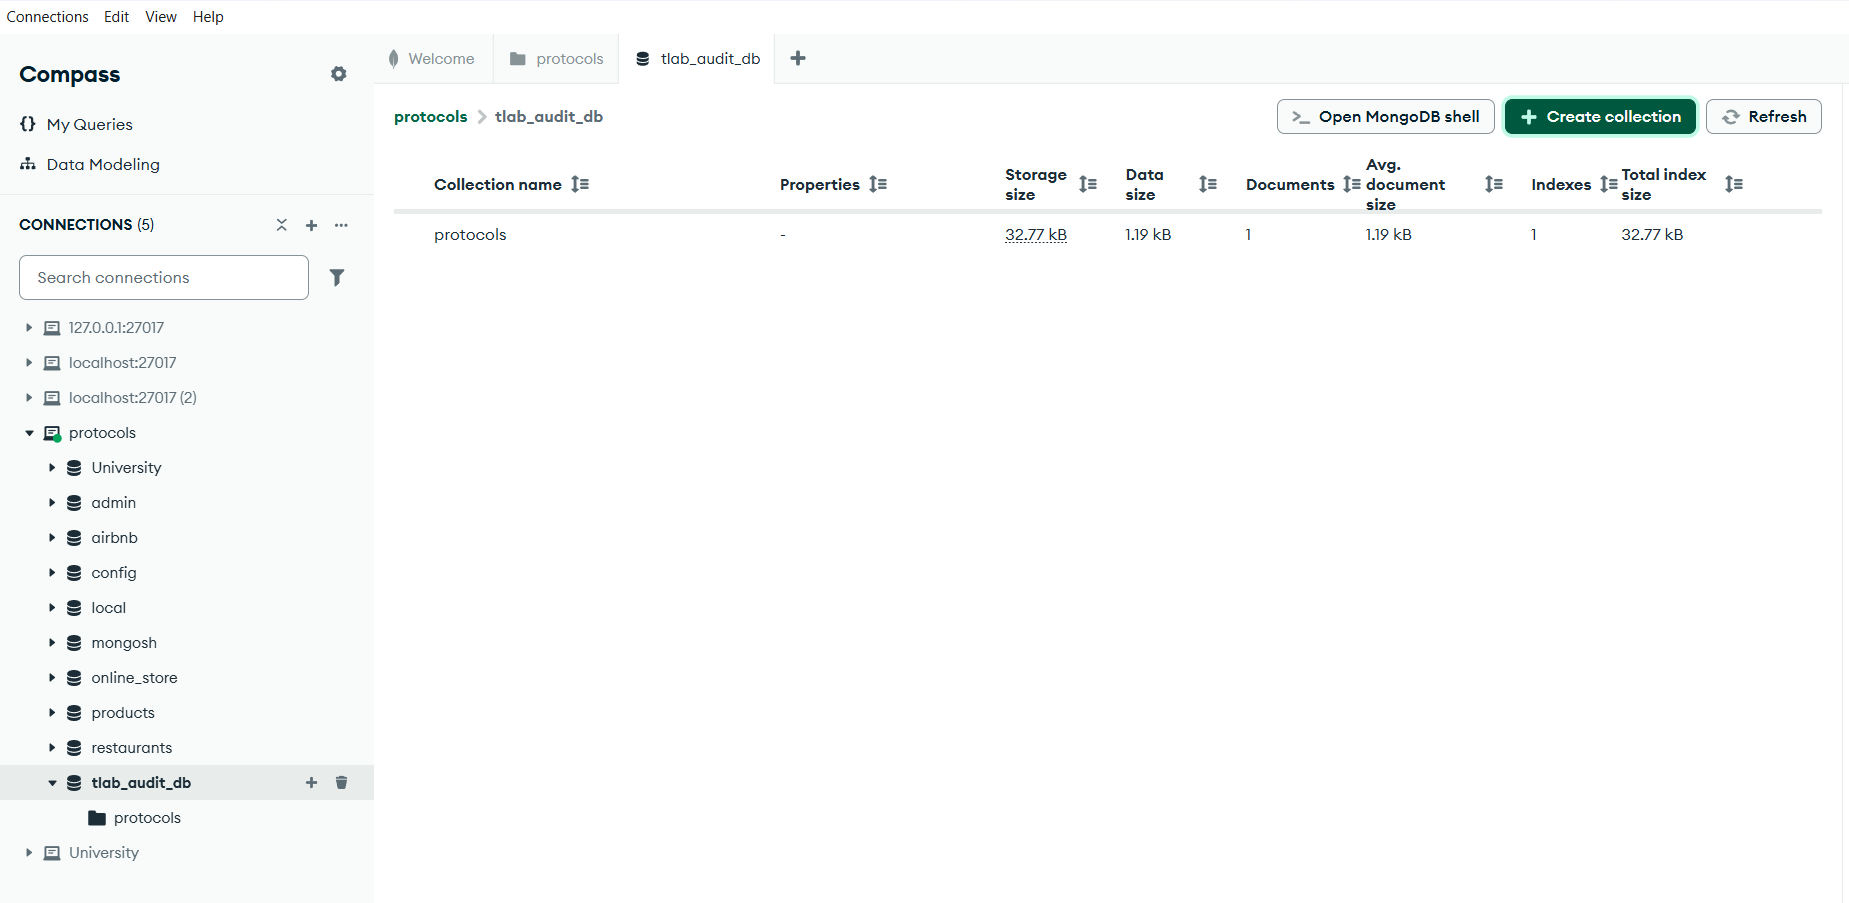 Connections Edit View Help
Compass
My Queries
Data Modeling
CONNECTIONS (5)
Search connections
127.0.0.1:27017
localhost:27017
localhost:27017 (2)
protocols
University
admin
airbnb
config
local
mongosh
online_store
products
restaurants
tlab_audit_db
protocols
University
Welcome protocols tlab_audit_db
protocols tlab_audit_db
Open MongoDB shell Create collection Refresh
Collection name Properties Storage size Data size Documents Avg. document size Indexes Total index size
protocols - 32.77 kB 1.19 kB 1 1.19 kB 1 32.77 kB